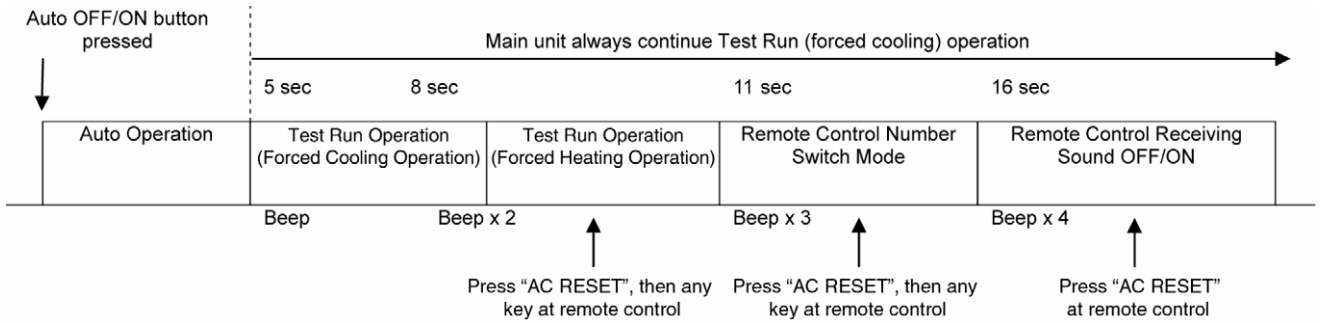 Auto OFF/ON button
pressed
Main unit always continue Test Run (forced cooling) operation
5 sec
8 sec
11 sec
16 sec
Auto Operation
Test Run Operation
(Forced Cooling Operation)
Test Run Operation
(Forced Heating Operation)
Remote Control Number
Switch Mode
Remote Control Receiving
Sound OFF/ON
Beep
Beep x 2
Beep x 3
Beep x 4
Press “AC RESET”, then any
key at remote control
Press “AC RESET”, then any
key at remote control
Press “AC RESET”
at remote control